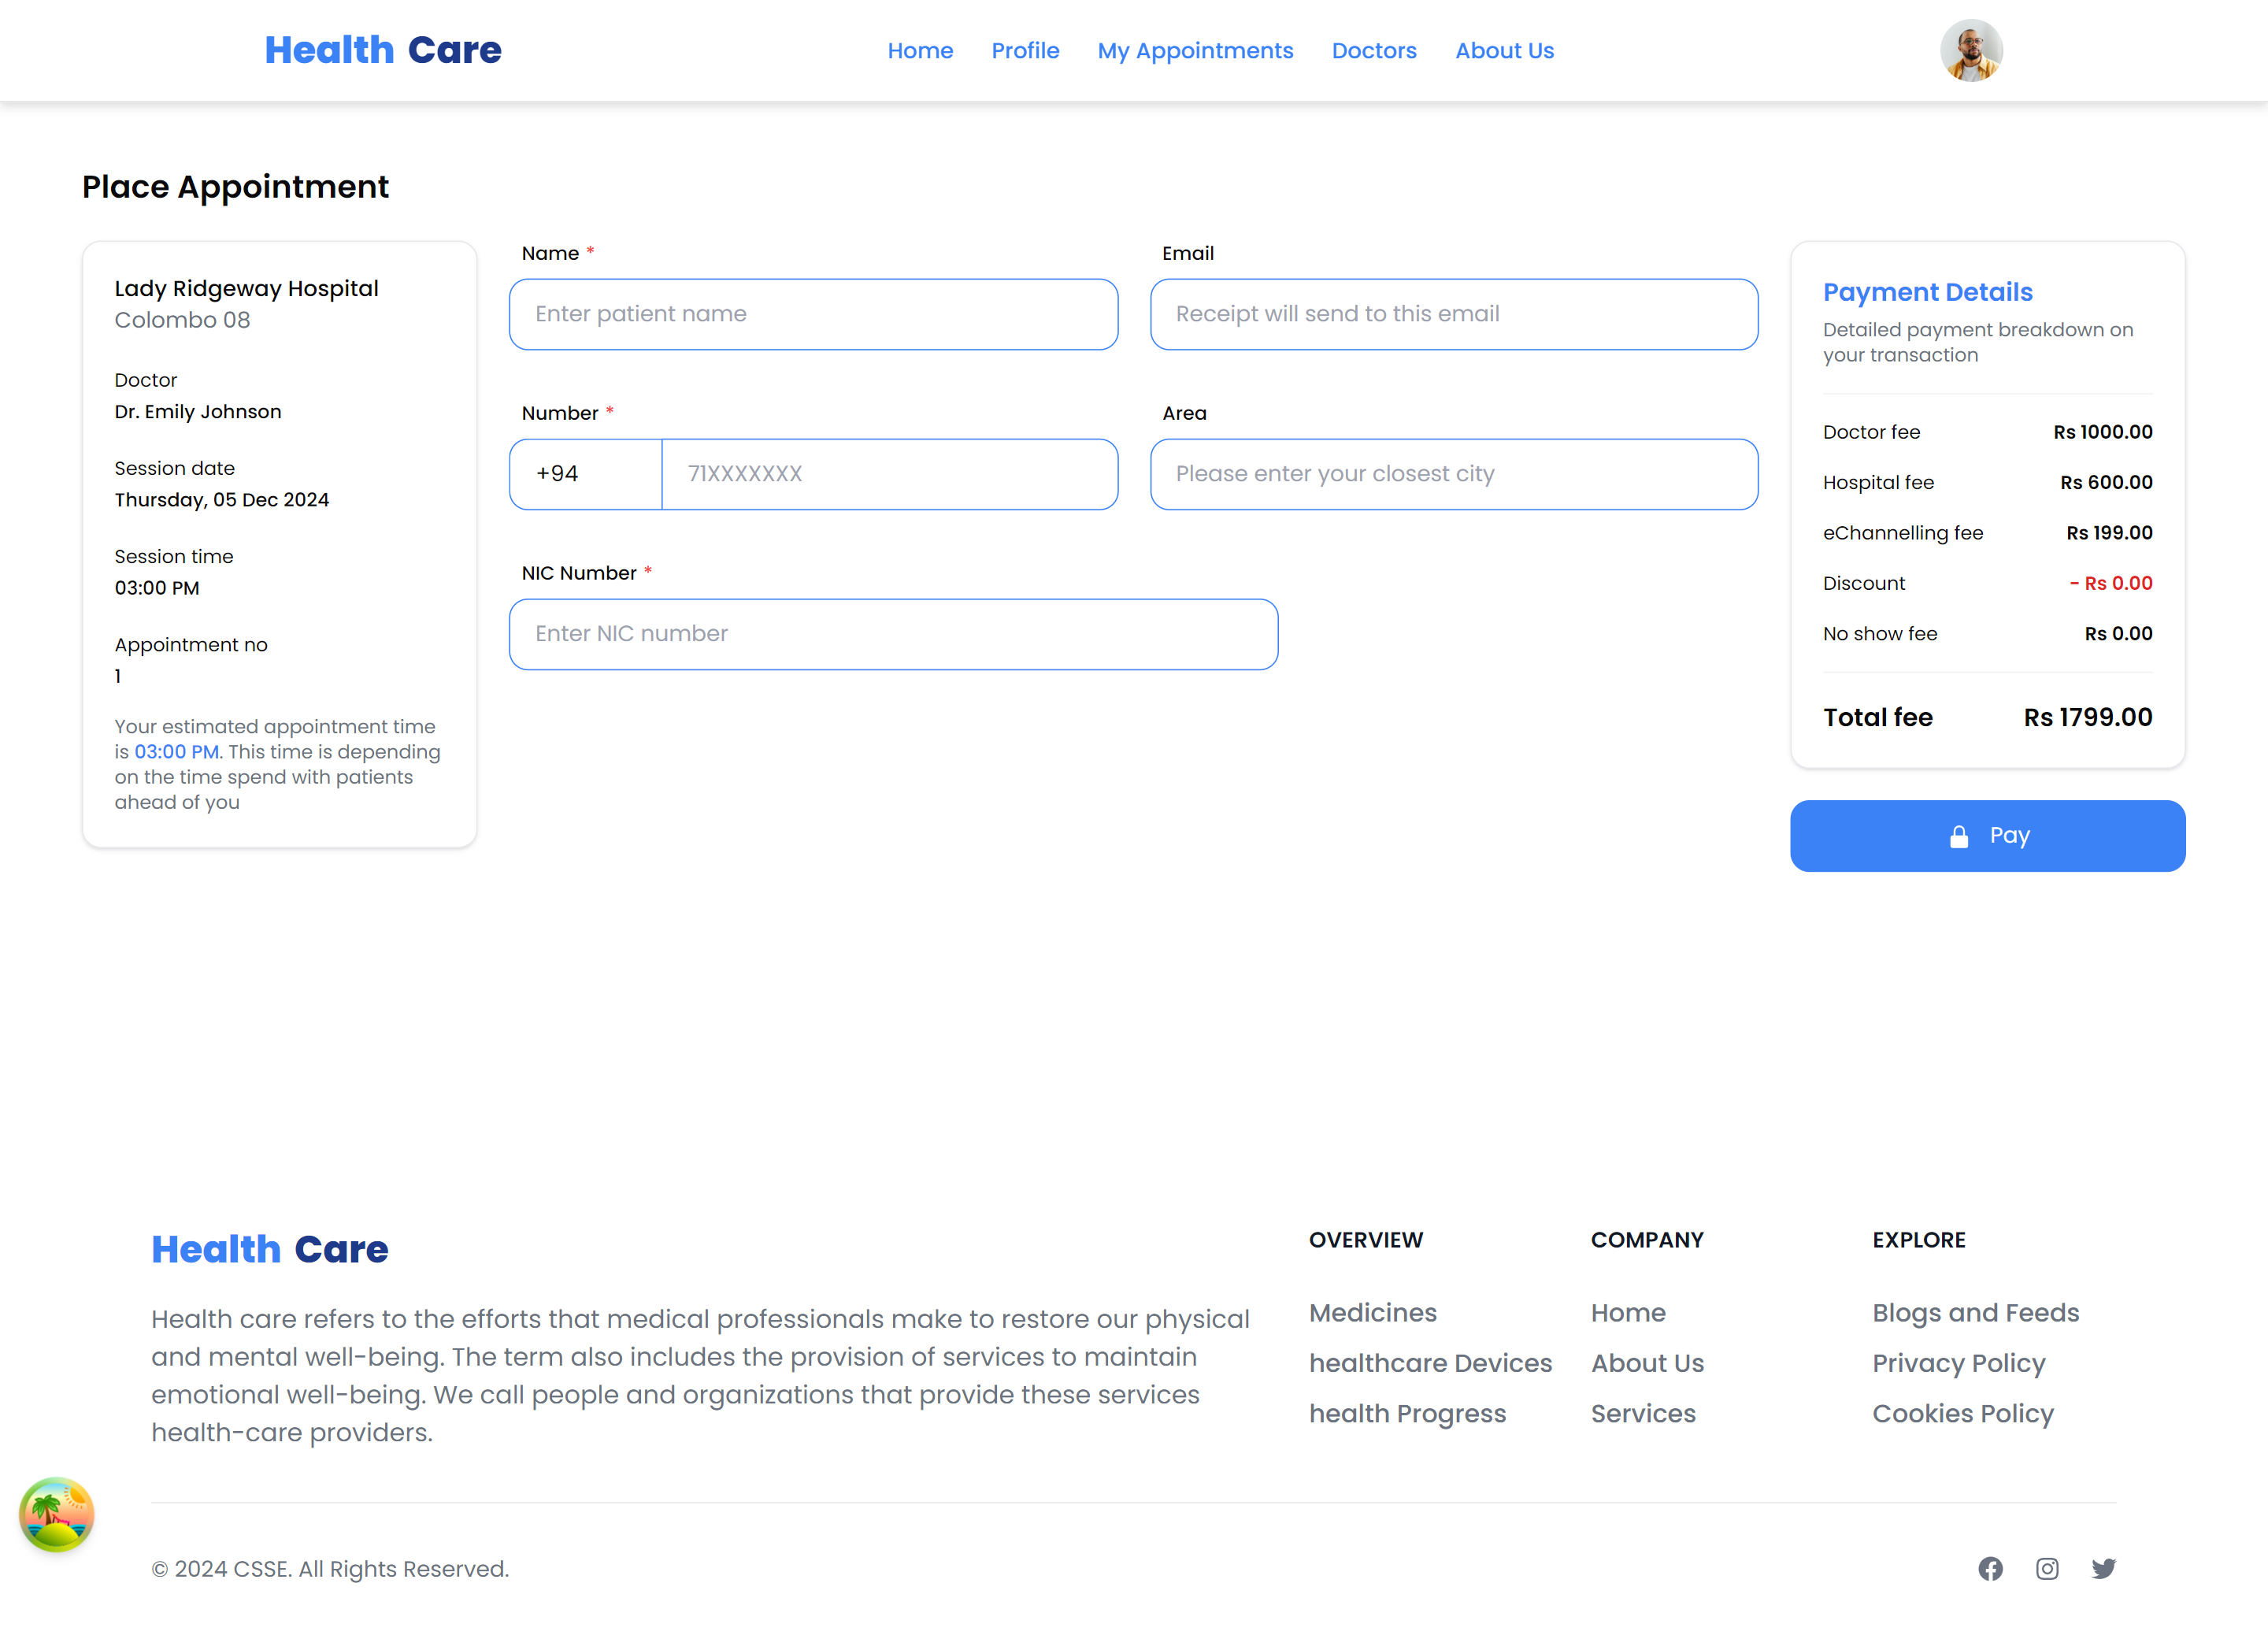 Health Care
Home
Profile
My Appointments
Doctors
About Us
Place Appointment
Lady Ridgeway Hospital
Colombo 08
Doctor
Dr. Emily Johnson
Session date
Thursday, 05 Dec 2024
Session time
03:00 PM
Appointment no
1
Your estimated appointment time
is 03:00 PM. This time is depending
on the time spend with patients
ahead of you
Name *
Enter patient name
Email
Receipt will send to this email
Number *
+94
71XXXXXXX
Area
Please enter your closest city
NIC Number *
Enter NIC number
Payment Details
Detailed payment breakdown on
your transaction
Doctor fee Rs 1000.00
Hospital fee Rs 600.00
eChannelling fee Rs 199.00
Discount - Rs 0.00
No show fee Rs 0.00
Total fee Rs 1799.00
Pay
Health Care
Health care refers to the efforts that medical professionals make to restore our physical
and mental well-being. The term also includes the provision of services to maintain
emotional well-being. We call people and organizations that provide these services
health-care providers.
OVERVIEW
Medicines
healthcare Devices
health Progress
COMPANY
Home
About Us
Services
EXPLORE
Blogs and Feeds
Privacy Policy
Cookies Policy
© 2024 CSSE. All Rights Reserved.